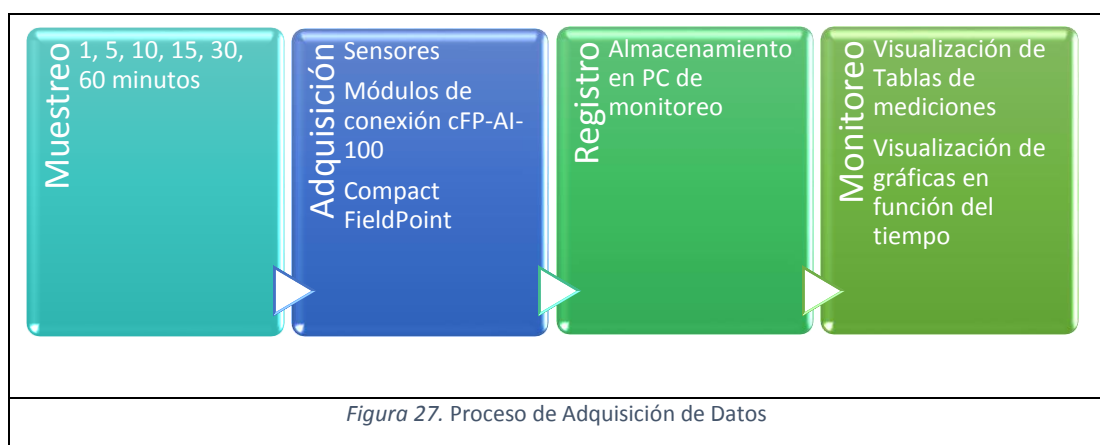 Muestreo
1, 5, 10, 15, 30,
60 minutos
Adquisición
Sensores
Módulos de
conexión cFP-AI-
100
Compact
FieldPoint
Registro
Almacenamiento
en PC de
monitoreo
Monitoreo
Visualización de
Tablas de
mediciones
Visualización de
gráficas en
función del
tiempo
Figura 27. Proceso de Adquisición de Datos